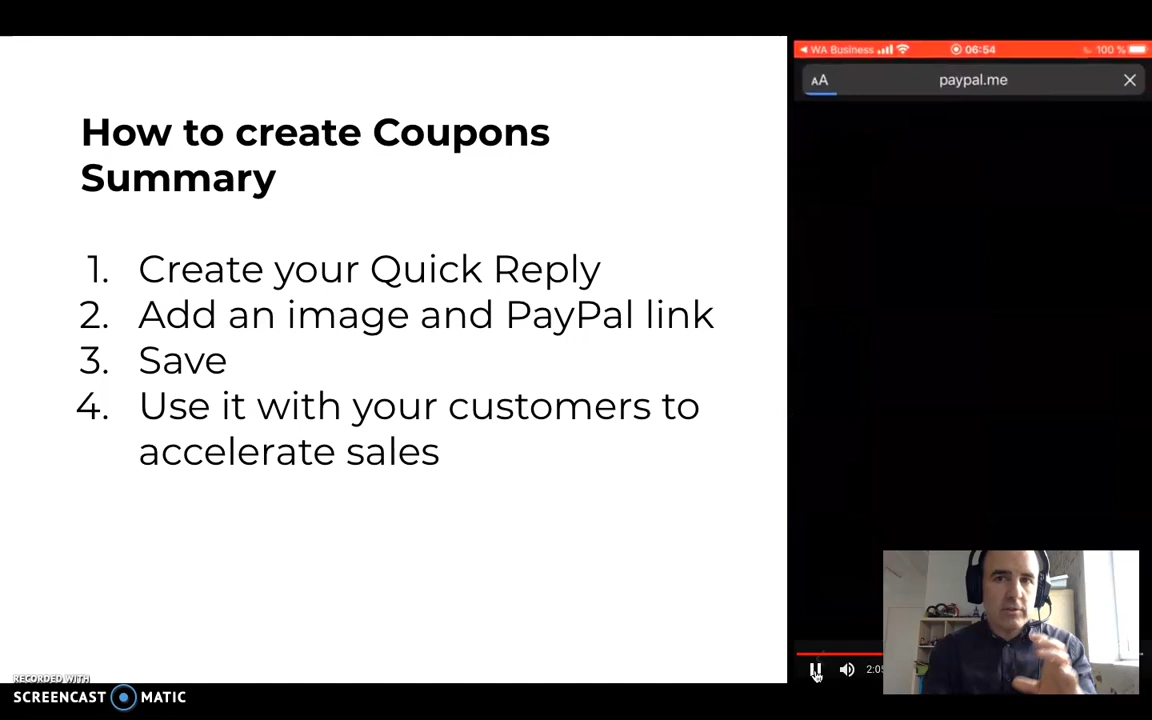 How to create Coupons
Summary
1. Create your Quick Reply
2. Add an image and PayPal link
3. Save
4. Use it with your customers to
accelerate sales
WA Business 06:54 100 %
AA paypal.me
2:05
RECORDED WITH
SCREENCAST MATIC